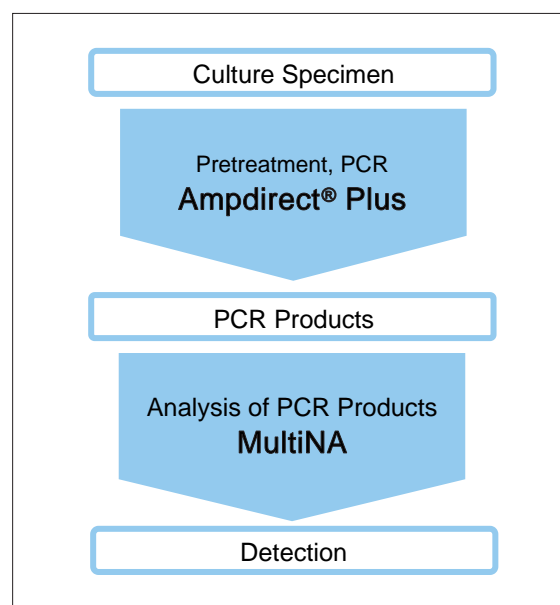 Culture Specimen
Pretreatment, PCR
Ampdirect® Plus
PCR Products
Analysis of PCR Products
MultiNA
Detection